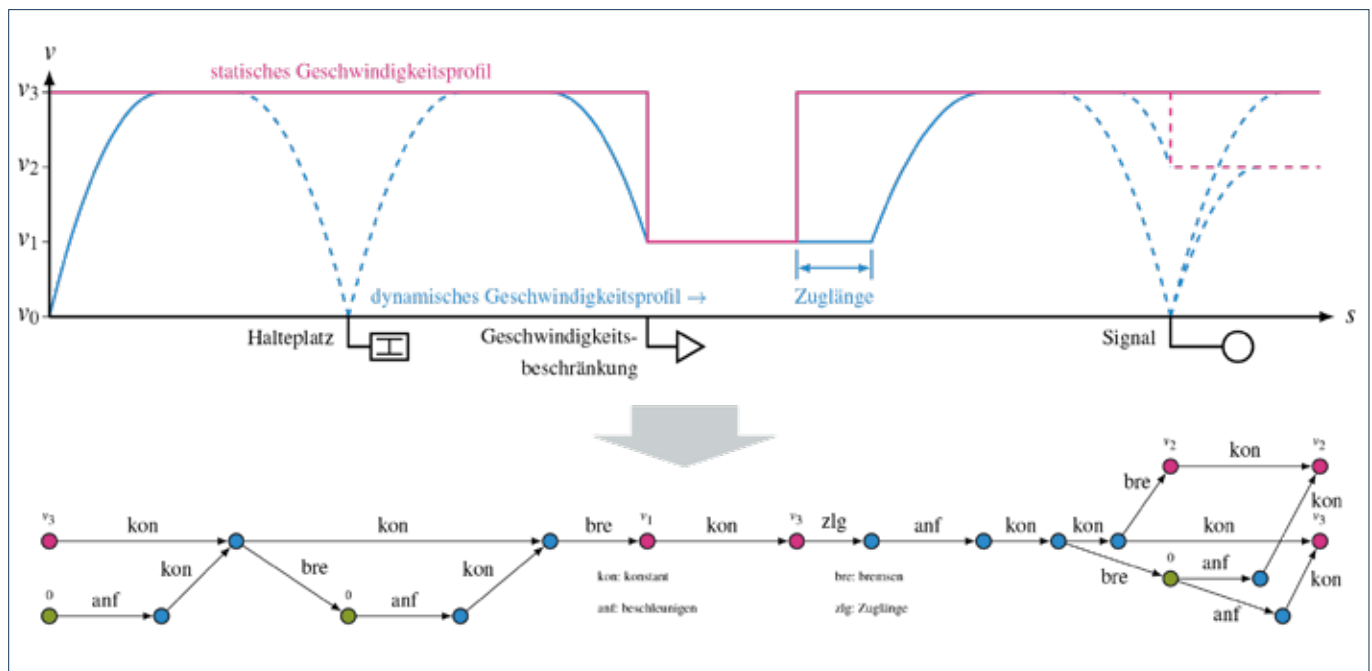 v
statisches Geschwindigkeitsprofil
v3
v2
v1
dynamisches Geschwindigkeitsprofil →
Zuglänge
v0
s
Halteplatz
Geschwindigkeits-
beschränkung
Signal
v2
kon
v2
bre
kon
v3
kon
kon
bre
v1
kon
v3
zlg
anf
kon
kon
kon
v3
kon
bre
kon
kon: konstant
bre: bremsen
bre
0
anf
kon
0
anf
0
anf
anf: beschleunigen
zlg: Zuglänge
anf